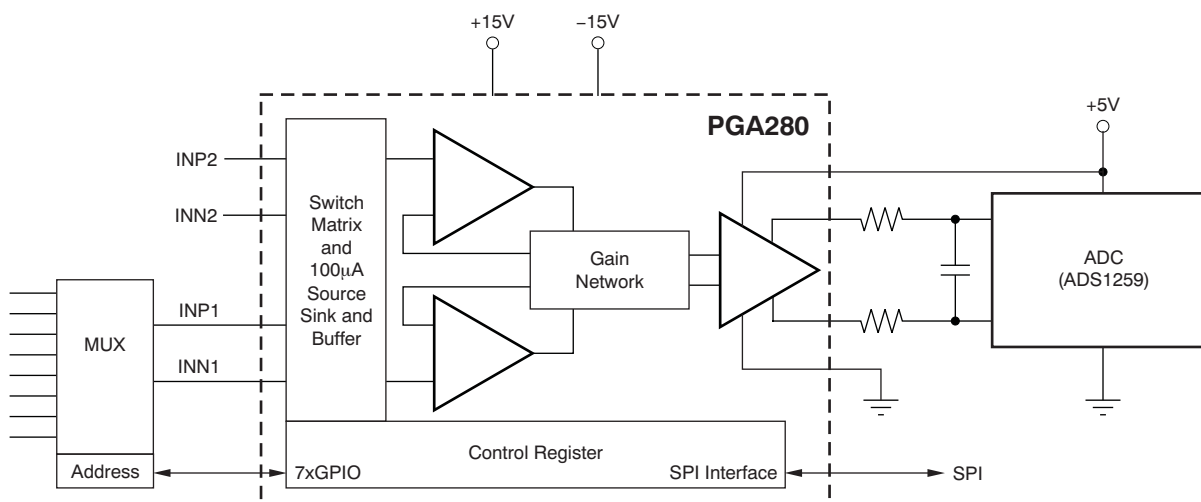 +15V
−15V
PGA280
+5V
INP2
INN2
INP1
INN1
Switch
Matrix
and
100μA
Source
Sink and
Buffer
Gain
Network
ADC
(ADS1259)
MUX
Address
Control Register
7xGPIO
SPI Interface
SPI